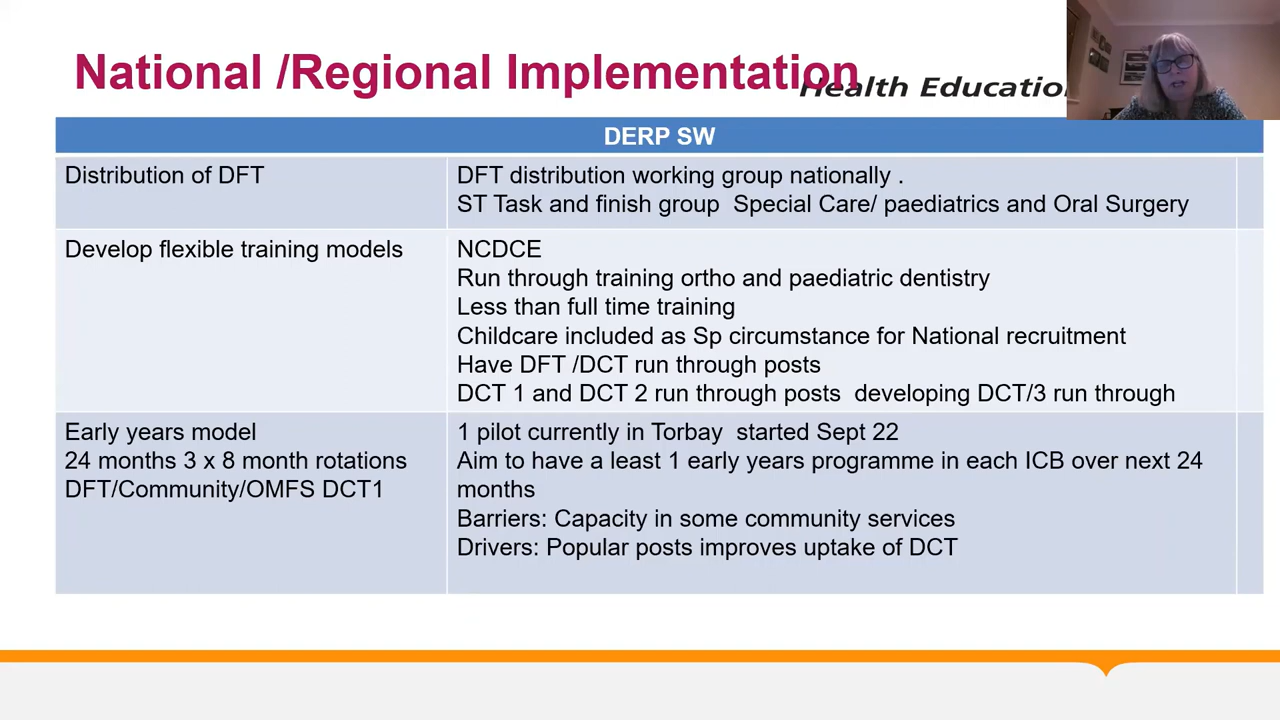 National /Regional Implementation
Health Education
DERP SW
Distribution of DFT
DFT distribution working group nationally .
ST Task and finish group  Special Care/ paediatrics and Oral Surgery
Develop flexible training models
NCDCE
Run through training ortho and paediatric dentistry
Less than full time training
Childcare included as Sp circumstance for National recruitment
Have DFT /DCT run through posts
DCT 1 and DCT 2 run through posts  developing DCT/3 run through
Early years model
24 months 3 x 8 month rotations
DFT/Community/OMFS DCT1
1 pilot currently in Torbay  started Sept 22
Aim to have a least 1 early years programme in each ICB over next 24
months
Barriers: Capacity in some community services
Drivers: Popular posts improves uptake of DCT